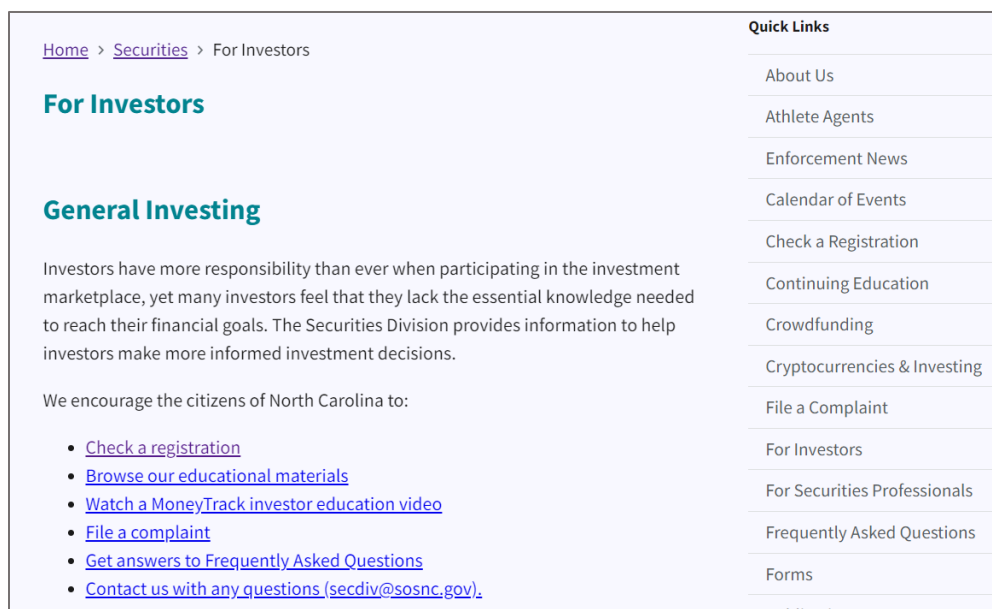 Home > Securities > For Investors
For Investors
General Investing
Investors have more responsibility than ever when participating in the investment
marketplace, yet many investors feel that they lack the essential knowledge needed
to reach their financial goals. The Securities Division provides information to help
investors make more informed investment decisions.
We encourage the citizens of North Carolina to:
• Check a registration
• Browse our educational materials
• Watch a MoneyTrack investor education video
• File a complaint
• Get answers to Frequently Asked Questions
• Contact us with any questions (secdiv@sosnc.gov).
Quick Links
About Us
Athlete Agents
Enforcement News
Calendar of Events
Check a Registration
Continuing Education
Crowdfunding
Cryptocurrencies & Investing
File a Complaint
For Investors
For Securities Professionals
Frequently Asked Questions
Forms